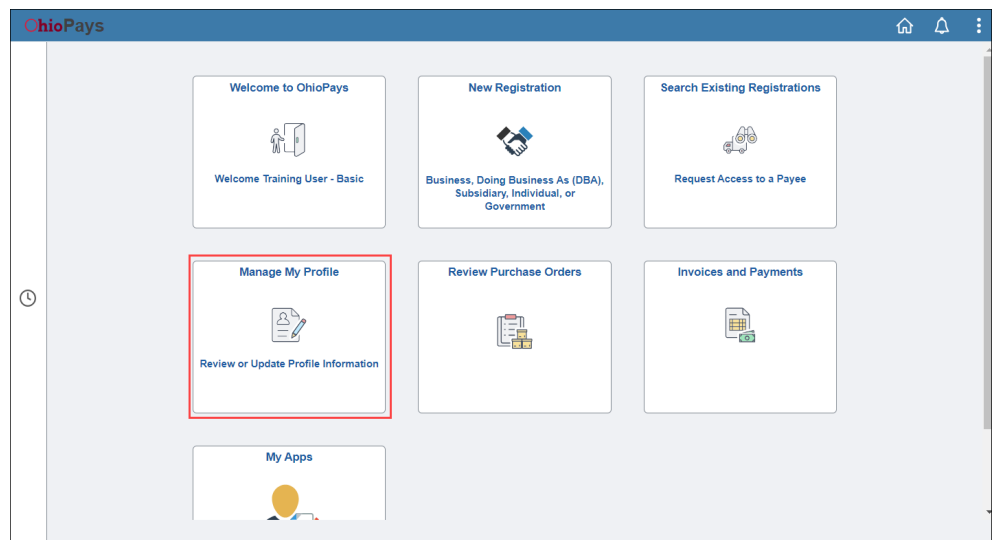 OhioPays
Welcome to OhioPays
New Registration
Search Existing Registrations
Welcome Training User - Basic
Business, Doing Business As (DBA),
Subsidiary, Individual, or
Government
Request Access to a Payee
Manage My Profile
Review Purchase Orders
Invoices and Payments
Review or Update Profile Information
My Apps